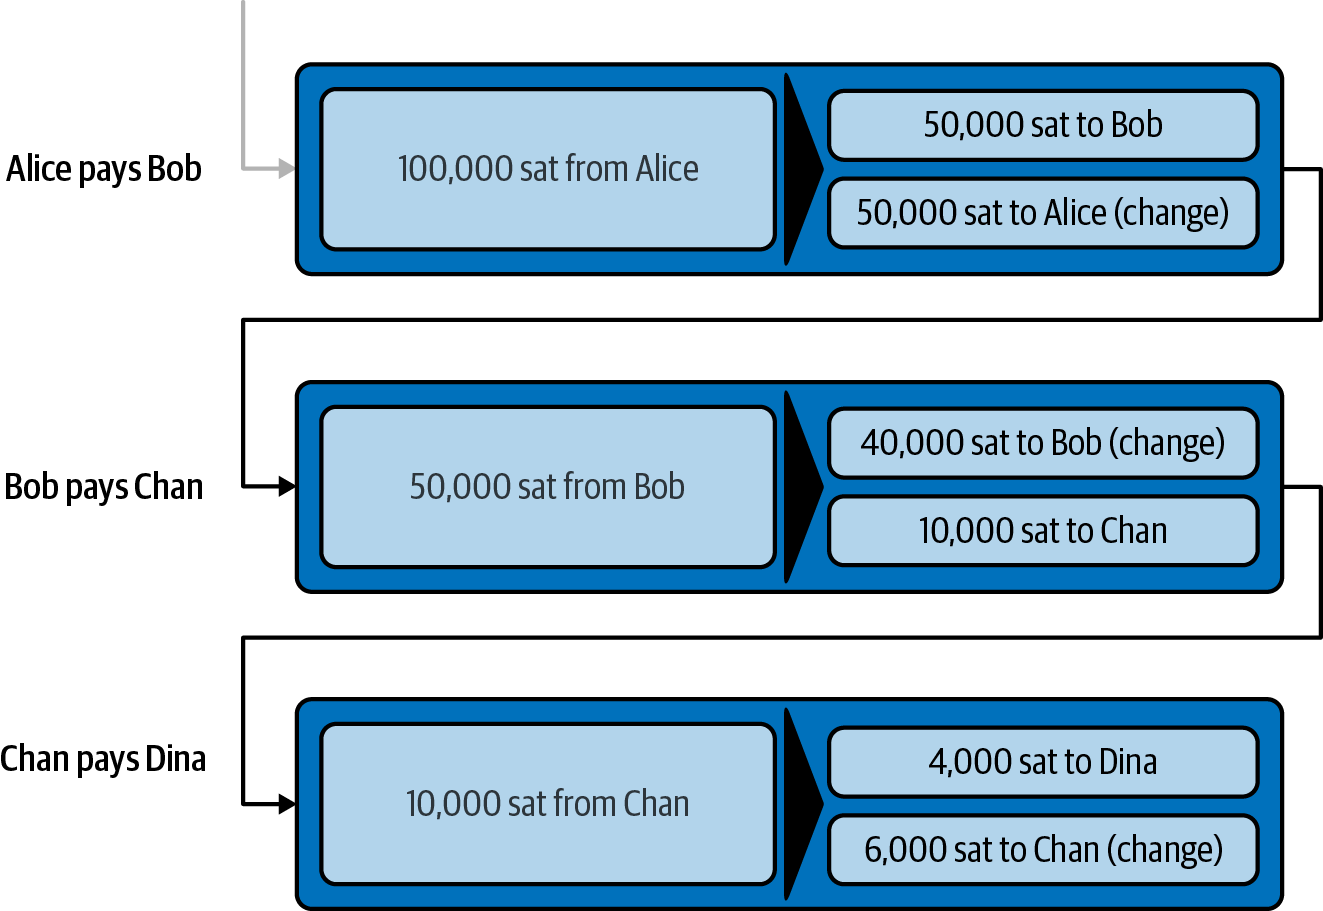 Alice pays Bob
100,000 sat from Alice
50,000 sat to Bob
50,000 sat to Alice (change)
Bob pays Chan
50,000 sat from Bob
40,000 sat to Bob (change)
10,000 sat to Chan
Chan pays Dina
10,000 sat from Chan
4,000 sat to Dina
6,000 sat to Chan (change)